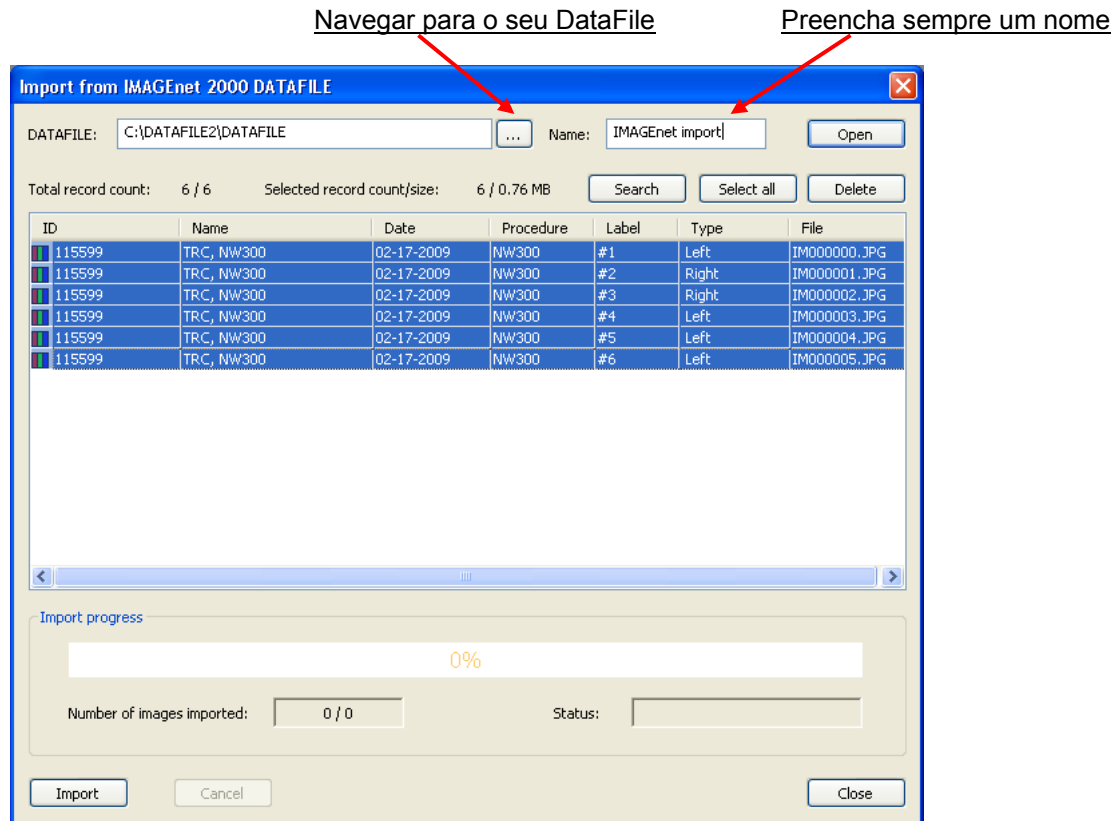 Navegar para o seu DataFile Preencha sempre um nome
Import from IMAGEnet 2000 DATAFILE
DATAFILE: C:\DATAFILE2\DATAFILE ... Name: IMAGEnet import Open
Total record count: 6 / 6 Selected record count/size: 6 / 0.76 MB Search Select all Delete
ID Name Date Procedure Label Type File
115599 TRC, NW300 02-17-2009 NW300 #1 Left IM000000.JPG
115599 TRC, NW300 02-17-2009 NW300 #2 Right IM000001.JPG
115599 TRC, NW300 02-17-2009 NW300 #3 Right IM000002.JPG
115599 TRC, NW300 02-17-2009 NW300 #4 Left IM000003.JPG
115599 TRC, NW300 02-17-2009 NW300 #5 Left IM000004.JPG
115599 TRC, NW300 02-17-2009 NW300 #6 Left IM000005.JPG
Import progress
0%
Number of images imported: 0 / 0 Status:
Import Cancel Close